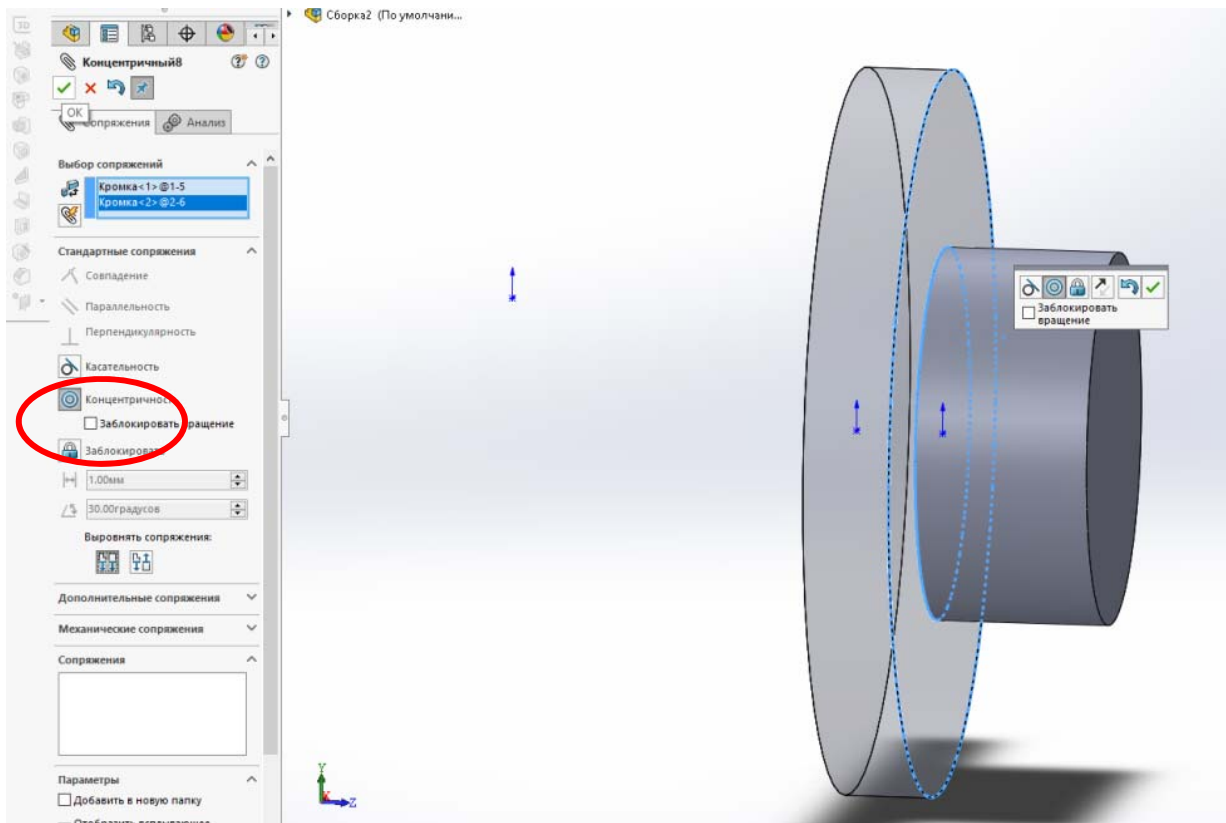 Сборка2 (По умолчани...
3D
Концентричный8
OK
Сопряжения
Анализ
Выбор сопряжений
Кромка<1>@1-5
Кромка<2>@2-6
Стандартные сопряжения
Совпадение
Параллельность
Перпендикулярность
Касательность
Концентричность
Заблокировать вращение
Заблокировать
1.00мм
30.00градусов
Выровнять сопряжения:
Дополнительные сопряжения
Механические сопряжения
Сопряжения
Параметры
Добавить в новую папку
Заблокировать
вращение
Y
Z